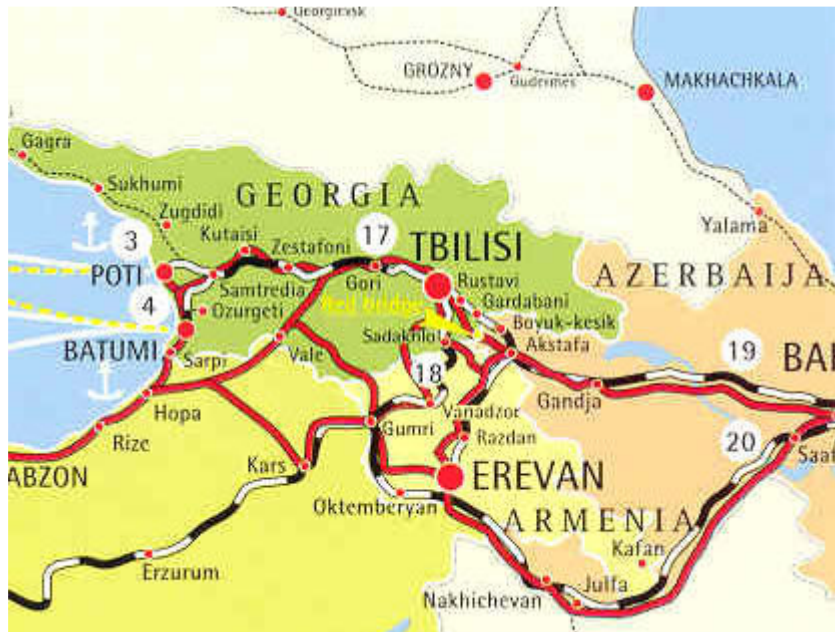 Georgirvsk
GROZNY
Gudermes
MAKHACHKALA
Gagra
Sukhumi
GEORGIA
Zugdidi
Yalama
3
Kutaisi
17
Zestafoni
TBILISI
AZERBAIJA
POTI
Samtredia
Gori
Rustavi
4
Ozurgeti
Red bridge
Gardabani
Boyuk-kesik
BATUMI
Sadakhlo
Akstafa
Sarpi
Vale
19
BAI
18
Gandja
Hopa
Vanadzor
Rize
Gumri
Razdan
20
Saat
ABZON
Kars
EREVAN
Oktemberyan
ARMENIA
Kafan
Erzurum
Julfa
Nakhichevan